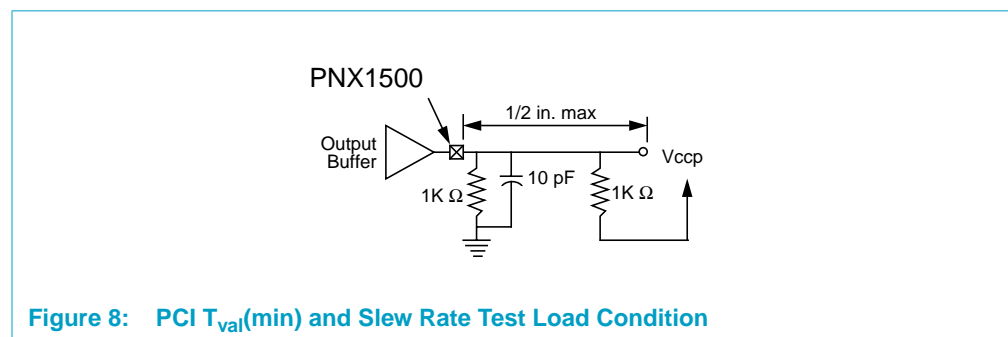 PNX1500
1/2 in. max
Output
Buffer
Vccp
10 pF
1K Ω
1K Ω
Figure 8: PCI Tval(min) and Slew Rate Test Load Condition